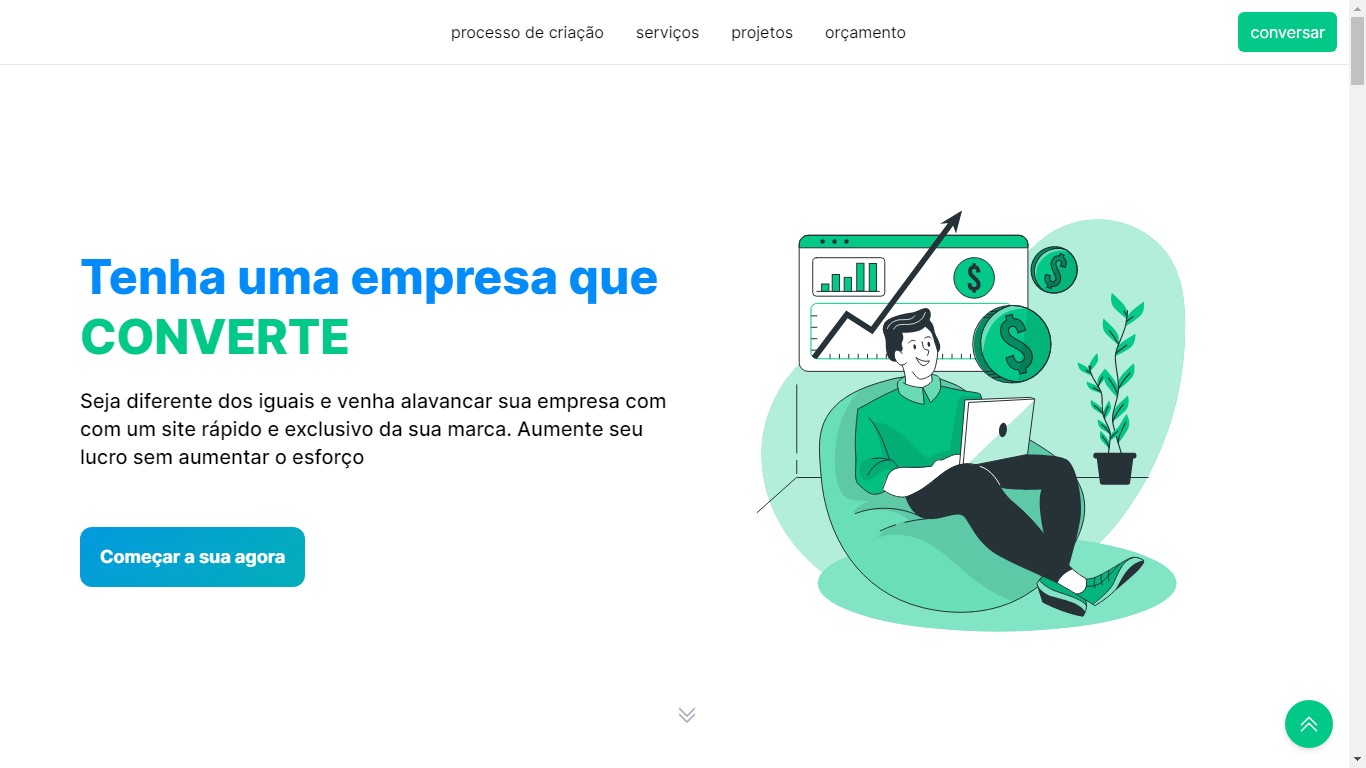 processo de criação serviços projetos orçamento conversar
Tenha uma empresa que
CONVERTE
Seja diferente dos iguais e venha alavancar sua empresa com
com um site rápido e exclusivo da sua marca. Aumente seu
lucro sem aumentar o esforço
Começar a sua agora
$
$
$